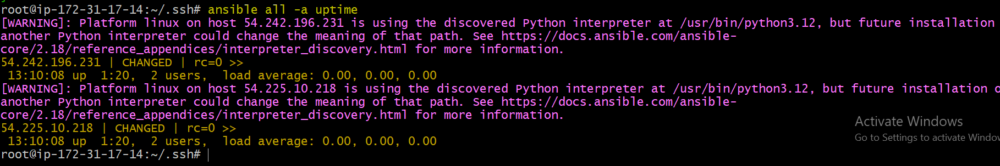 root@ip-172-31-17-14:~/.ssh# ansible all -a uptime
[WARNING]: Platform linux on host 54.242.196.231 is using the discovered Python interpreter at /usr/bin/python3.12, but future installation
another Python interpreter could change the meaning of that path. See https://docs.ansible.com/ansible-
core/2.18/reference_appendices/interpreter_discovery.html for more information.
54.242.196.231 | CHANGED | rc=0 >>
 13:10:08 up  1:20,  2 users,  load average: 0.00, 0.00, 0.00
[WARNING]: Platform linux on host 54.225.10.218 is using the discovered Python interpreter at /usr/bin/python3.12, but future installation o
another Python interpreter could change the meaning of that path. See https://docs.ansible.com/ansible-
core/2.18/reference_appendices/interpreter_discovery.html for more information.
54.225.10.218 | CHANGED | rc=0 >>
 13:10:08 up  1:20,  2 users,  load average: 0.00, 0.00, 0.00
root@ip-172-31-17-14:~/.ssh#
Activate Windows
Go to Settings to activate Window